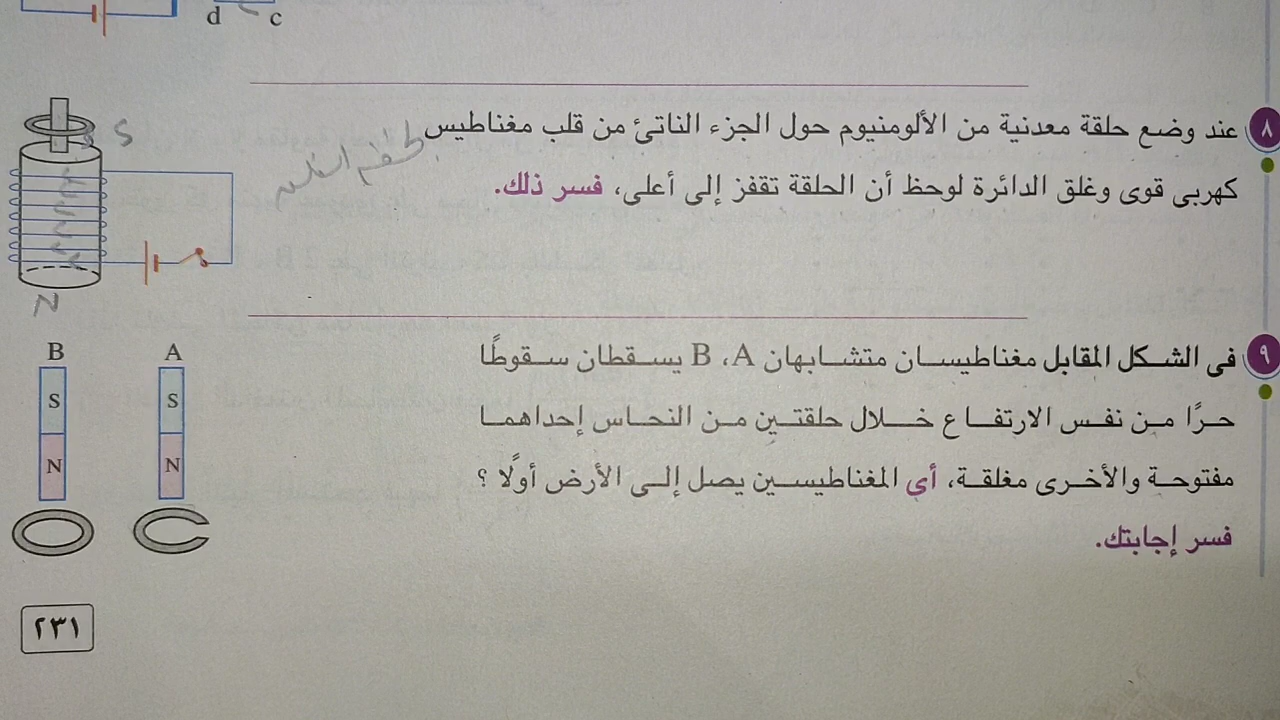 d c
٨ عند وضع حلقة معدنية من الألومنيوم حول الجزء الناتئ من قلب مغناطيس
كهربى قوى وغلق الدائرة لوحظ أن الحلقة تقفز إلى أعلى، فسر ذلك.
S
N
٩ فى الشكل المقابل مغناطيسان متشابهان B ،A يسقطان سقوطًا
حرًا من نفس الارتفاع خلال حلقتين من النحاس إحداهما
مفتوحة والأخرى مغلقة، أى المغناطيسين يصل إلى الأرض أولًا ؟
فسر إجابتك.
B A
S S
N N
٢٣١